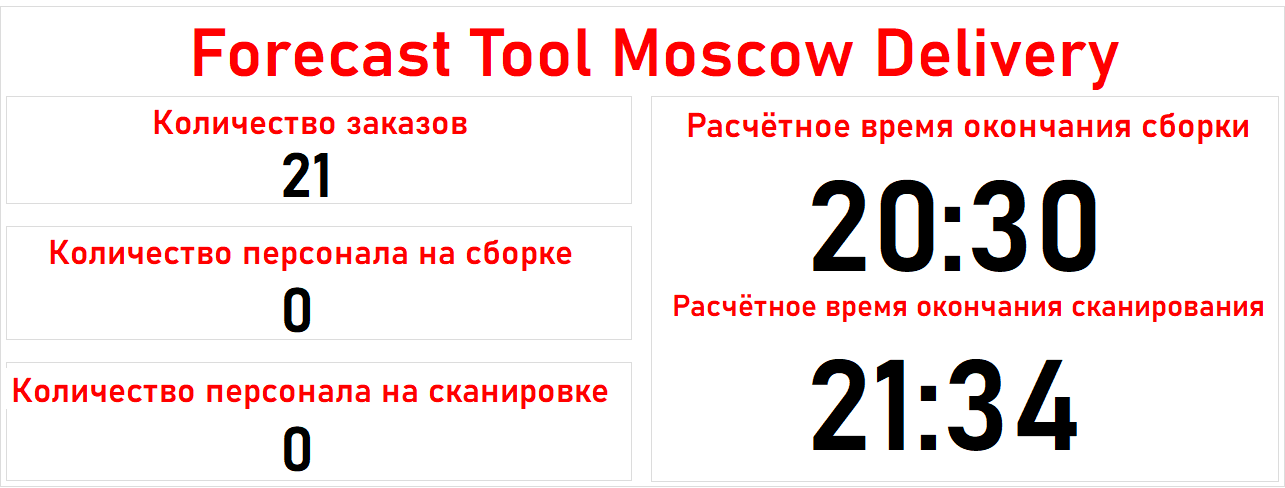 Forecast Tool Moscow Delivery
Количество заказов
21
Количество персонала на сборке
0
Количество персонала на сканировке
0
Расчётное время окончания сборки
20:30
Расчётное время окончания сканирования
21:34